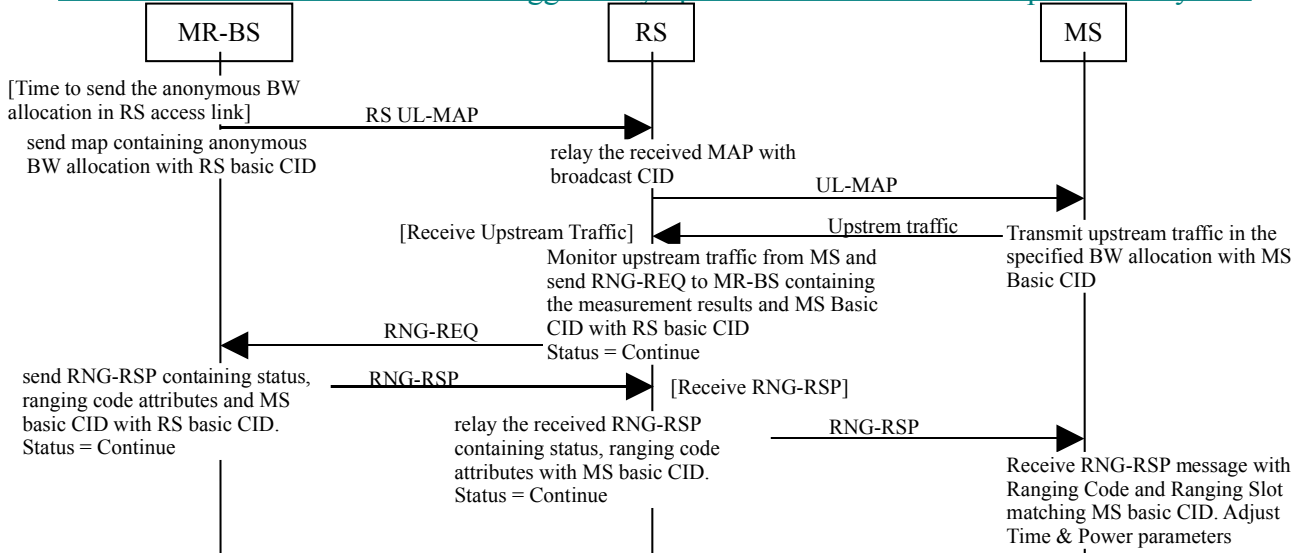 MR-BS
RS
MS
[Time to send the anonymous BW
allocation in RS access link]
RS UL-MAP
send map containing anonymous
BW allocation with RS basic CID
relay the received MAP with
broadcast CID
UL-MAP
[Receive Upstream Traffic]
Upstrem traffic
Transmit upstream traffic in the
specified BW allocation with MS
Basic CID
Monitor upstream traffic from MS and
send RNG-REQ to MR-BS containing
the measurement results and MS Basic
CID with RS basic CID
Status = Continue
RNG-REQ
send RNG-RSP containing status,
ranging code attributes and MS
basic CID with RS basic CID.
Status = Continue
RNG-RSP
[Receive RNG-RSP]
relay the received RNG-RSP
containing status, ranging code
attributes with MS basic CID.
Status = Continue
RNG-RSP
Receive RNG-RSP message with
Ranging Code and Ranging Slot
matching MS basic CID. Adjust
Time & Power parameters